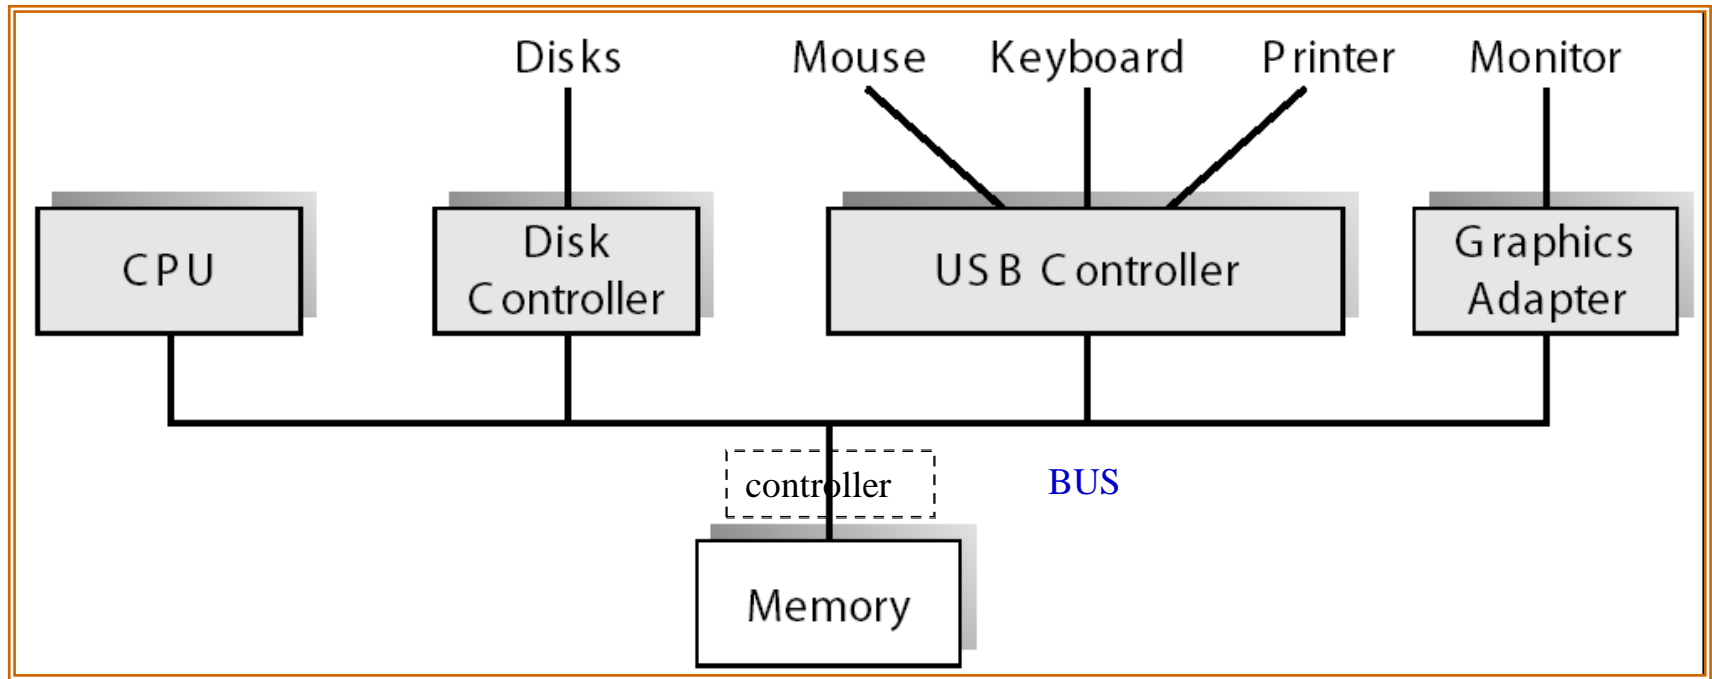 Disks Mouse Keyboard Printer Monitor
CPU
Disk
Controller
USB Controller
Graphics
Adapter
controller
BUS
Memory